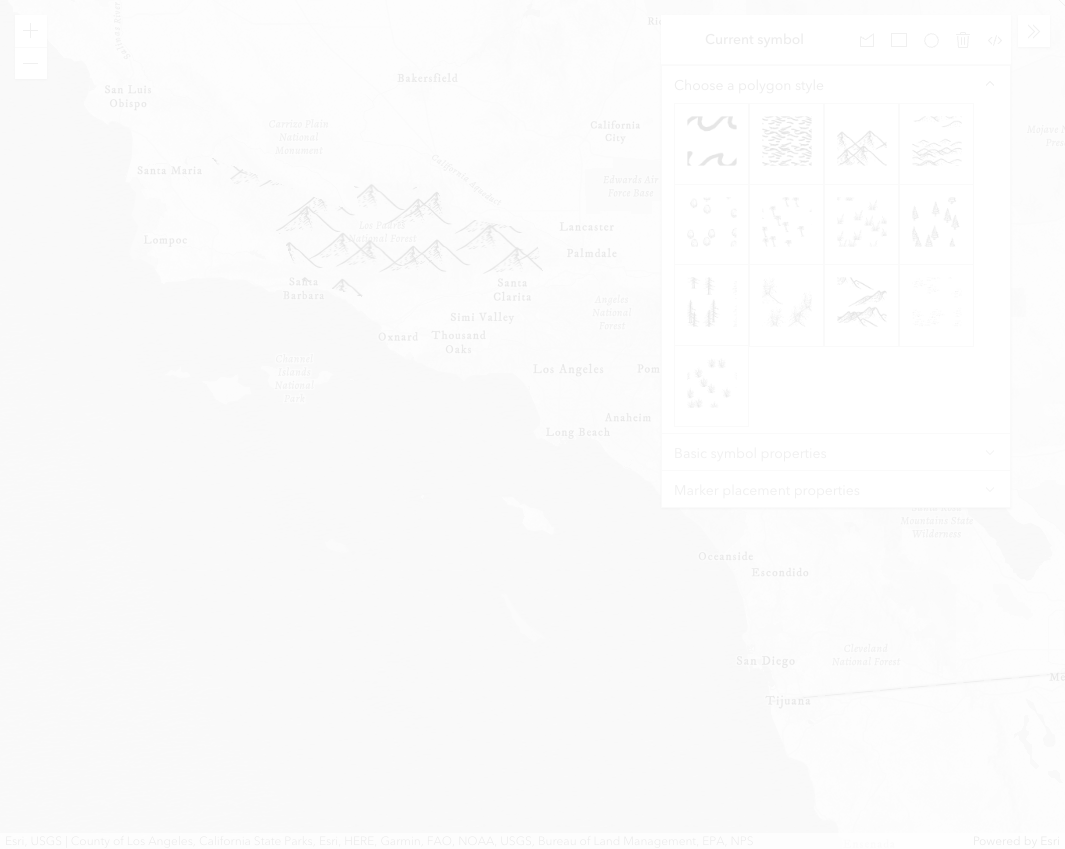 Current symbol
Choose a polygon style
Basic symbol properties
Marker placement properties
Bakersfield
San Luis
Obispo
Carrizo Plain
National
Monument
California
City
Santa Maria
California Aqueduct
Edwards Air
Force Base
Lompoc
Los Padres
National Forest
Lancaster
Palmdale
Santa
Barbara
Santa
Clarita
Simi Valley
Angeles
National
Forest
Oxnard
Thousand
Oaks
Channel
Islands
National
Park
Los Angeles
Pom
Anaheim
Long Beach
Mountains State
Wilderness
Oceanside
Escondido
San Diego
Cleveland
National Forest
Tijuana
Esri, USGS | County of Los Angeles, California State Parks, Esri, HERE, Garmin, FAO, NOAA, USGS, Bureau of Land Management, EPA, NPS
Powered by Esri